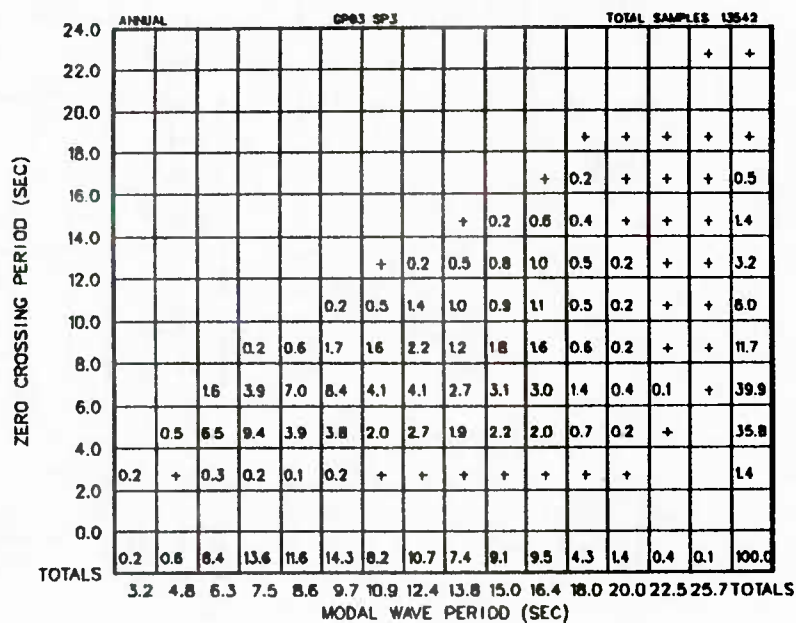 ANNUAL GP03 SP3 TOTAL SAMPLES 13542
24.0
+ +
22.0
20.0
+ + + + +
18.0
+ 0.2 + + + 0.5
16.0
+ 0.2 0.6 0.4 + + + 1.4
14.0
+ 0.2 0.5 0.8 1.0 0.5 0.2 + + 3.2
12.0
0.2 0.5 1.4 1.0 0.9 1.1 0.5 0.2 + + 6.0
10.0
0.2 0.6 1.7 1.6 2.2 1.2 1.8 1.6 0.6 0.2 + + 11.7
8.0
1.6 3.9 7.0 8.4 4.1 4.1 2.7 3.1 3.0 1.4 0.4 0.1 + 39.9
6.0
0.5 6.5 9.4 3.9 3.8 2.0 2.7 1.9 2.2 2.0 0.7 0.2 + 35.8
4.0
0.2 + 0.3 0.2 0.1 0.2 + + + + + + + 1.4
2.0
0.0
0.2 0.6 8.4 13.6 11.6 14.3 8.2 10.7 7.4 9.1 9.5 4.3 1.4 0.4 0.1 100.0
TOTALS
3.2 4.8 6.3 7.5 8.6 9.7 10.9 12.4 13.8 15.0 16.4 18.0 20.0 22.5 25.7 TOTALS
MODAL WAVE PERIOD (SEC)
ZERO CROSSING PERIOD (SEC)